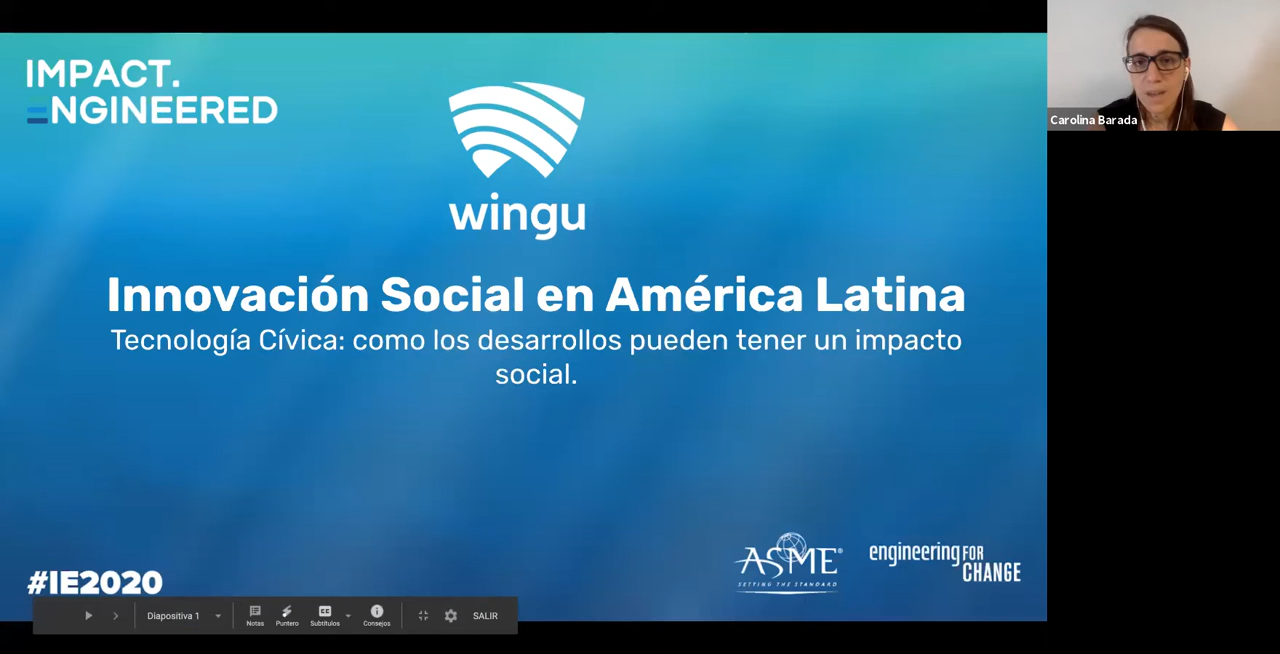 IMPACT.
ENGINEERED
wingu
Innovación Social en América Latina
Tecnología Cívica: como los desarrollos pueden tener un impacto
social.
Carolina Barada
ASME®
SETTING THE STANDARD
engineering FOR
CHANGE
#IE2020
Diapositiva 1
Notas
Puntero
CC
Subtítulos
Consejos
SALIR